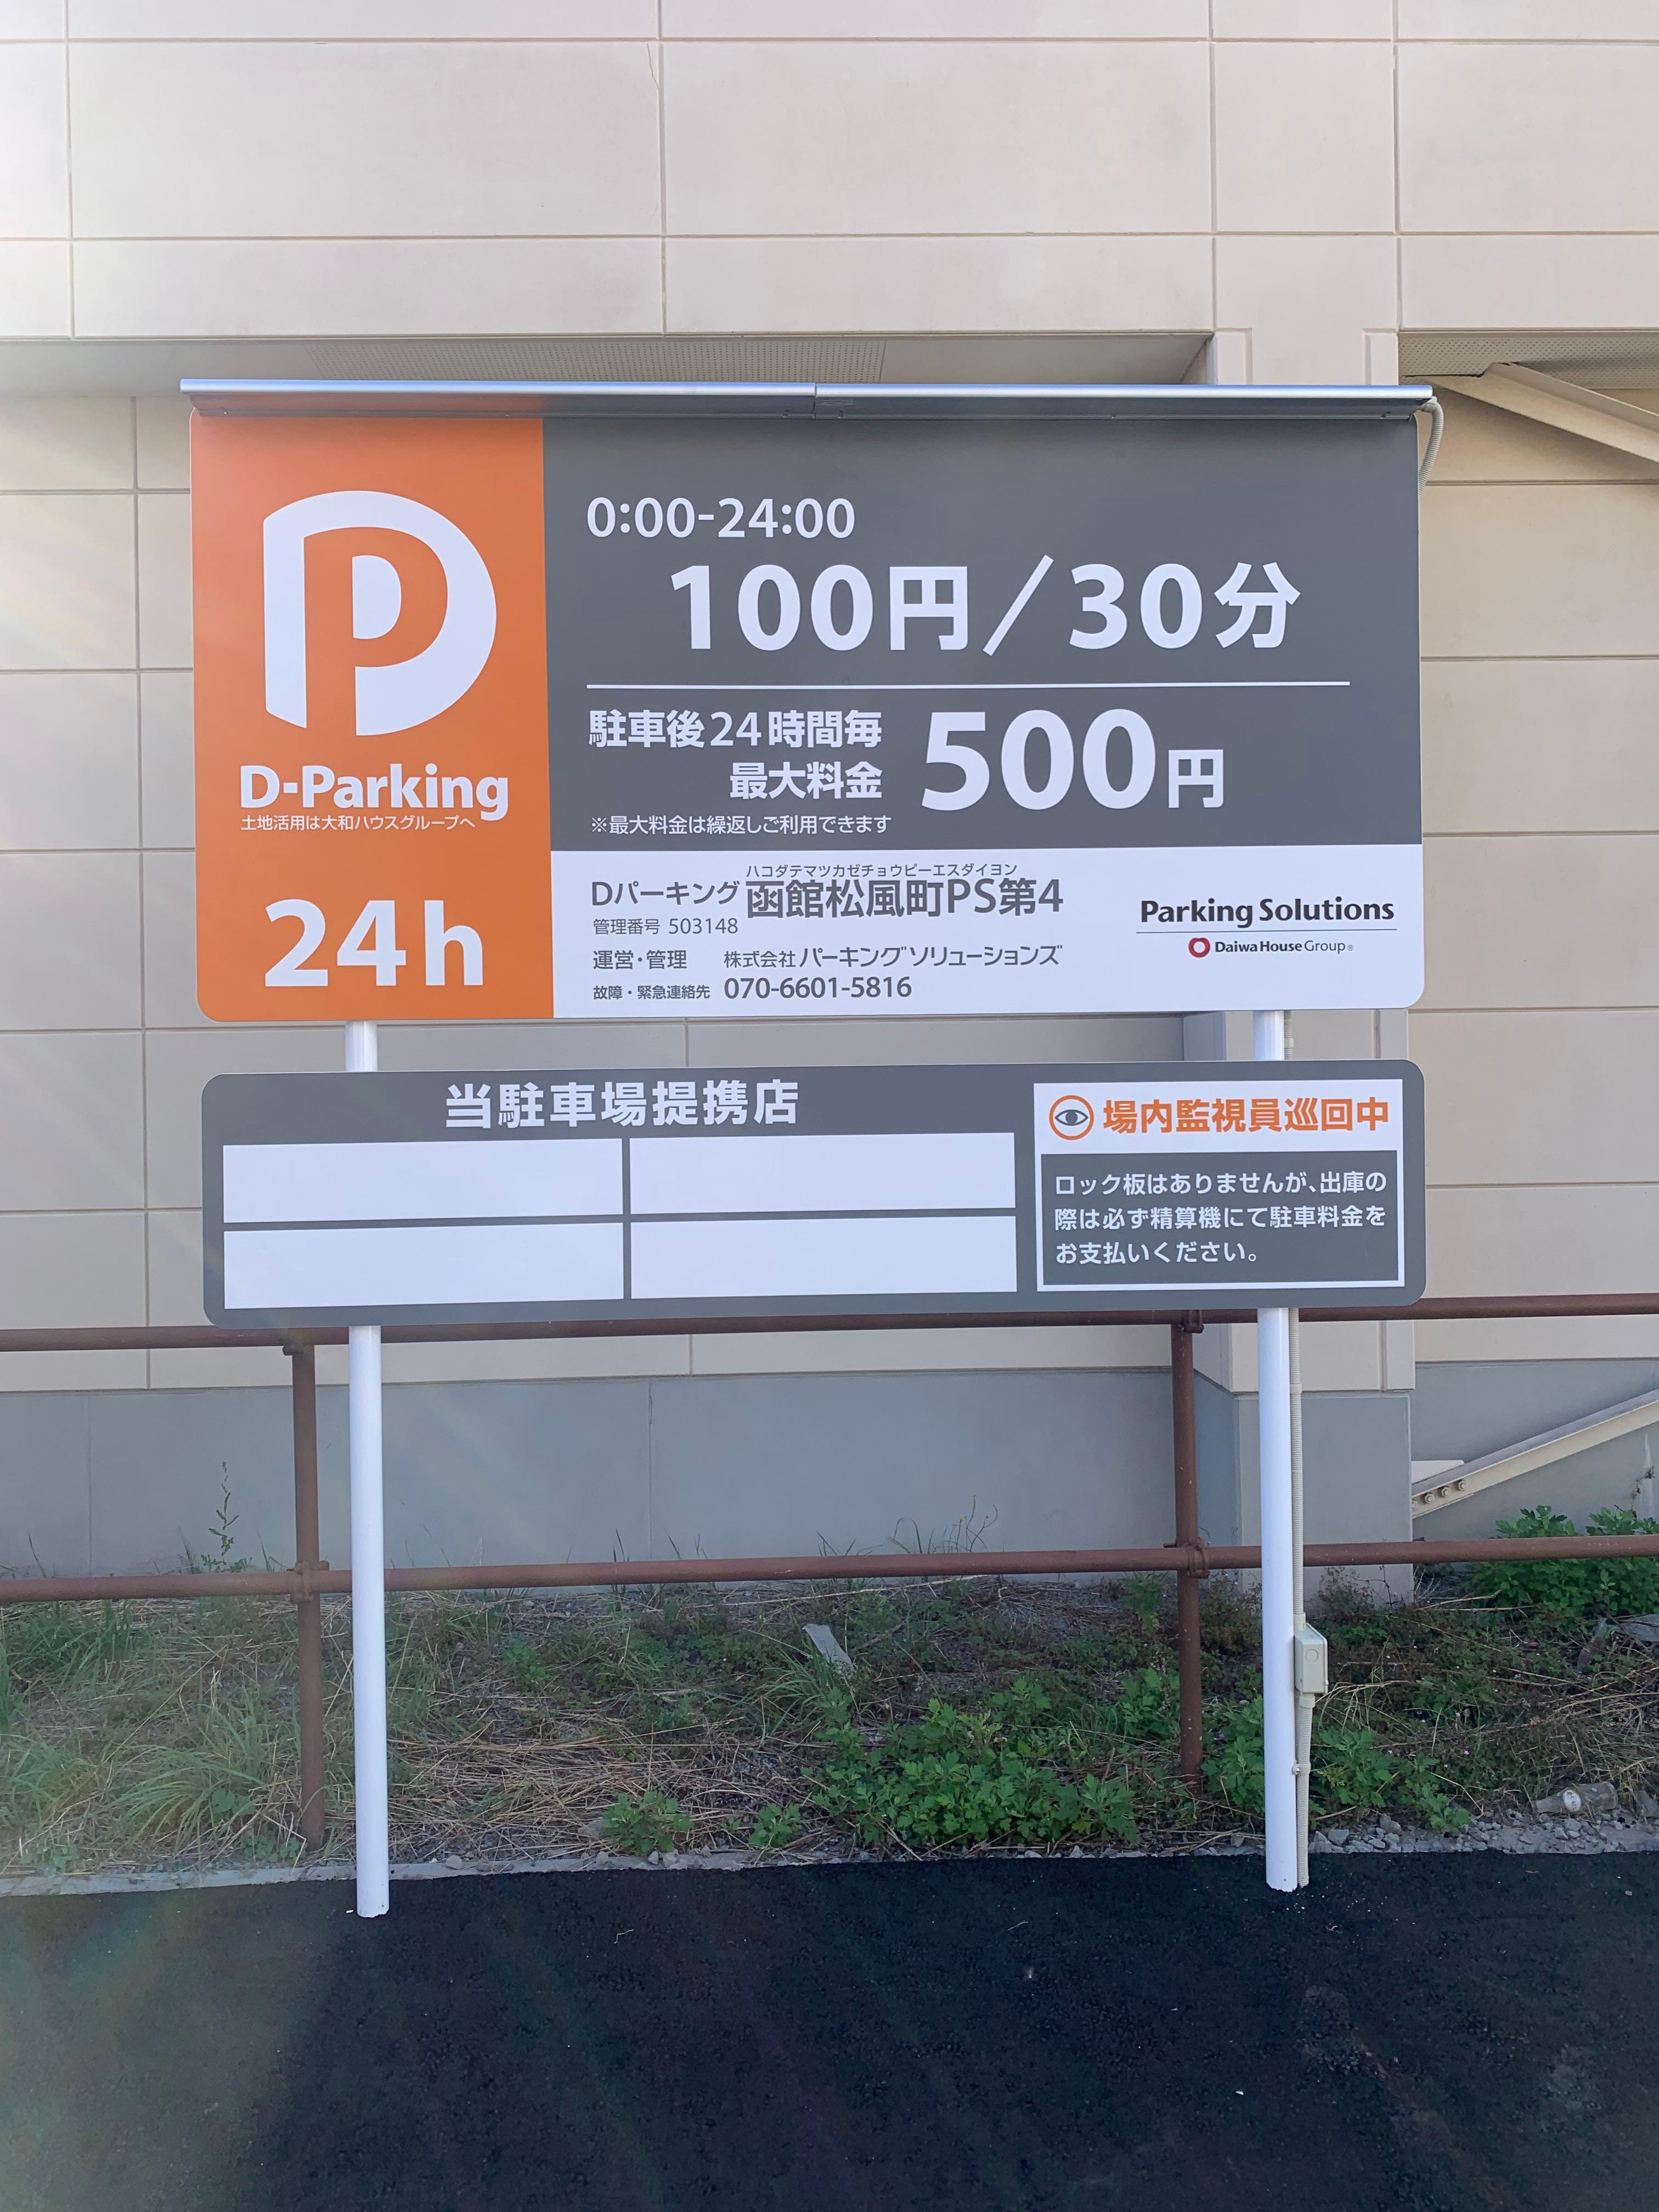 D-Parking
土地活用は大和ハウスグループへ
24h
0:00-24:00
100円/30分
駐車後24時間毎
最大料金
500円
※最大料金は繰返しご利用できます
ハコダテマツカゼチョウピーエスダイヨン
Dパーキング 函館松風町PS第4
管理番号 503148
運営・管理 株式会社パーキングソリューションズ
故障・緊急連絡先 070-6601-5816
Parking Solutions
Daiwa House Group®
当駐車場提携店
場内監視員巡回中
ロック板はありませんが、出庫の
際は必ず精算機にて駐車料金を
お支払いください。